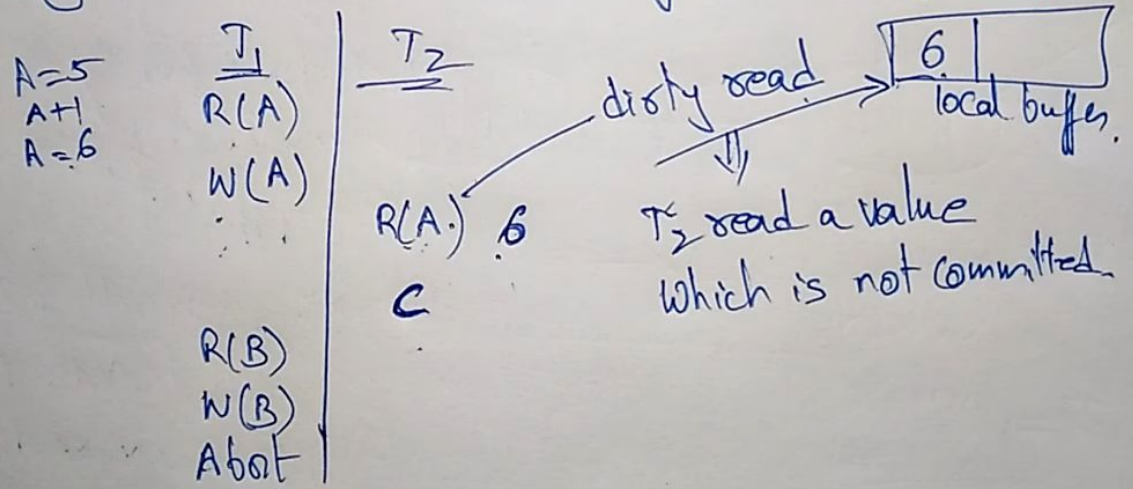 T1 T2
A=5
A+1
A=6
R(A)
W(A)
R(A) 6
C
R(B)
W(B)
Abort
dirty read
6
local buffer.
T2 read a value
which is not committed.